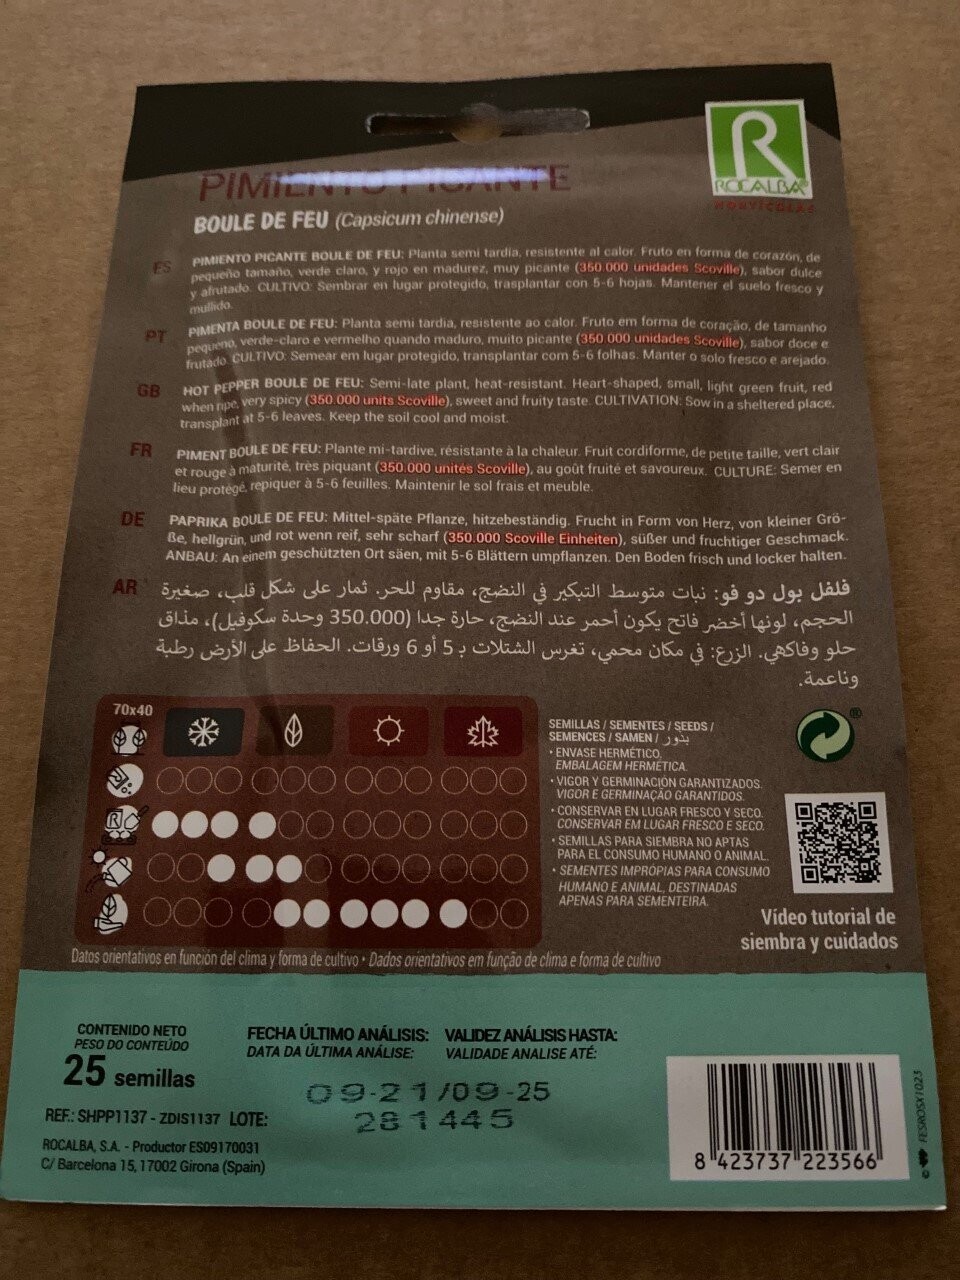 R
ROCALBA®
HORTÍCOLAS
PIMIENTO PICANTE
BOULE DE FEU (Capsicum chinense)
ES
PIMIENTO PICANTE BOULE DE FEU: Planta semi tardia, resistente al calor. Fruto en forma de corazón, de
pequeño tamaño, verde claro, y rojo en madurez, muy picante (350.000 unidades Scoville), sabor dulce
y afrutado. CULTIVO: Sembrar en lugar protegido, trasplantar con 5-6 hojas. Mantener el suelo fresco y
mullido.
PT
PIMENTA BOULE DE FEU: Planta semi tardia, resistente ao calor. Fruto em forma de coração, de tamanho
pequeno, verde-claro e vermelho quando maduro, muito picante (350 000 unidades Scoville), sabor doce e
frutado. CULTIVO: Semear em lugar protegido, transplantar com 5-6 folhas. Manter o solo fresco e arejado.
GB
HOT PEPPER BOULE DE FEU: Semi-late plant, heat-resistant. Heart-shaped, small, light green fruit, red
when ripe, very spicy (350 000 units Scoville), sweet and fruity taste. CULTIVATION: Sow in a sheltered place,
transplant at 5-6 leaves. Keep the soil cool and moist.
FR
PIMENT BOULE DE FEU: Plante mi-tardive, résistante à la chaleur. Fruit cordiforme, de petite taille, vert clair
et rouge à maturité, très piquant (350.000 unités Scoville), au goût fruité et savoureux. CULTURE: Semer en
lieu protégé, repiquer à 5-6 feuilles. Maintenir le sol frais et meuble.
DE
PAPRIKA BOULE DE FEU: Mittel-späte Pflanze, hitzebeständig. Frucht in Form von Herz, von kleiner Grö-
ße, hellgrün, und rot wenn reif, sehr scharf (350.000 Scoville Einheiten), süßer und fruchtiger Geschmack.
ANBAU: An einem geschützten Ort säen, mit 5-6 Blättern umpflanzen. Den Boden frisch und locker halten.
AR
فلفل بول دو فو: نبات متوسط التبكير في النضج، مقاوم للحر. ثمار على شكل قلب، صغيرة
الحجم، لونها أخضر فاتح يكون أحمر عند النضج، حارة جدا (350.000 وحدة سكوفيل)، مذاق
حلو وفاكهي. الزرع: في مكان محمي، تغرس الشتلات بـ 5 أو 6 ورقات. الحفاظ على الأرض رطبة
وناعمة.
70x40
SEMILLAS / SEMENTES / SEEDS /
SEMENCES / SAMEN / بذور
• ENVASE HERMÉTICO.
EMBALAGEM HERMÉTICA.
• VIGOR Y GERMINACIÓN GARANTIZADOS.
VIGOR E GERMINAÇÃO GARANTIDOS.
• CONSERVAR EN LUGAR FRESCO Y SECO.
CONSERVAR EM LUGAR FRESCO E SECO.
• SEMILLAS PARA SIEMBRA NO APTAS
PARA EL CONSUMO HUMANO O ANIMAL.
• SEMENTES IMPRÓPIAS PARA CONSUMO
HUMANO E ANIMAL, DESTINADAS
APENAS PARA SEMENTEIRA.
®
Vídeo tutorial de
siembra y cuidados
Datos orientativos en función del clima y forma de cultivo • Dados orientativos em função de clima e forma de cultivo
CONTENIDO NETO
PESO DO CONTEÚDO
25 semillas
FECHA ÚLTIMO ANÁLISIS: VALIDEZ ANÁLISIS HASTA:
DATA DA ÚLTIMA ANÁLISE: VALIDADE ANALISE ATÉ:
09-21/09-25
281445
REF.: SHPP1137 - ZDIS1137 LOTE:
ROCALBA, S.A. - Productor ES09170031
C/ Barcelona 15, 17002 Girona (Spain)
8 423737 223566
© FESROSX1023